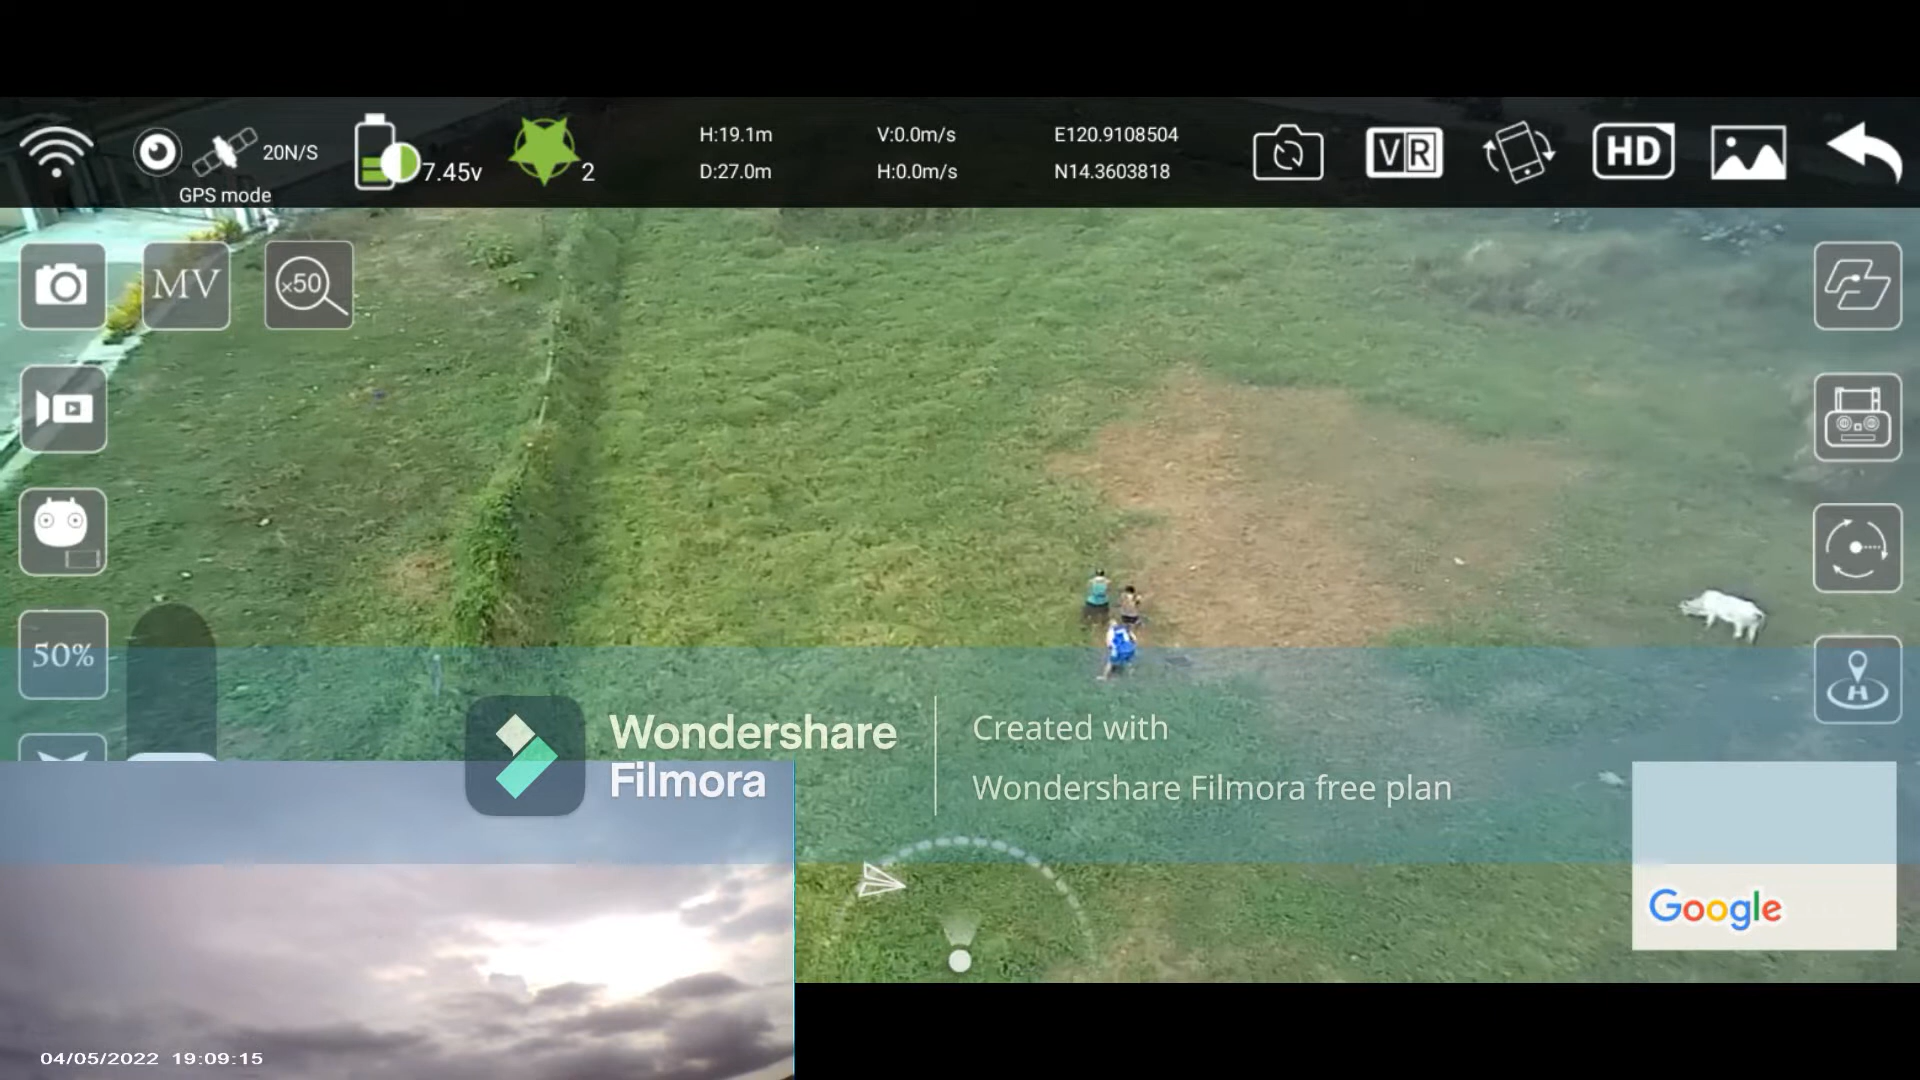 20N/S
GPS mode
7.45v
2
H:19.1m
D:27.0m
V:0.0m/s
H:0.0m/s
E120.9108504
N14.3603818
VR
HD
MV
x50
50%
H
Wondershare
Filmora
Created with
Wondershare Filmora free plan
Google
04/05/2022 19:09:15